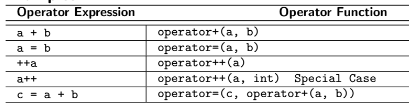 Operator Expression Operator Function
a + b operator+(a, b)
a = b operator=(a, b)
++a operator++(a)
a++ operator++(a, int) Special Case
c = a + b operator=(c, operator+(a, b))